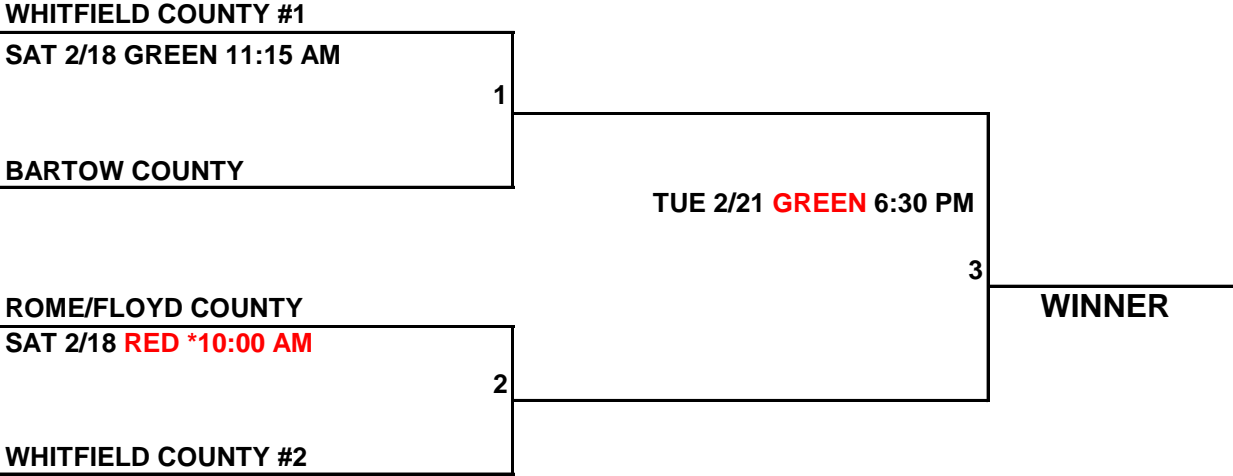 WHITFIELD COUNTY #1
SAT 2/18 GREEN 11:15 AM
1
BARTOW COUNTY
TUE 2/21 GREEN 6:30 PM
3
WINNER
ROME/FLOYD COUNTY
SAT 2/18 RED *10:00 AM
2
WHITFIELD COUNTY #2